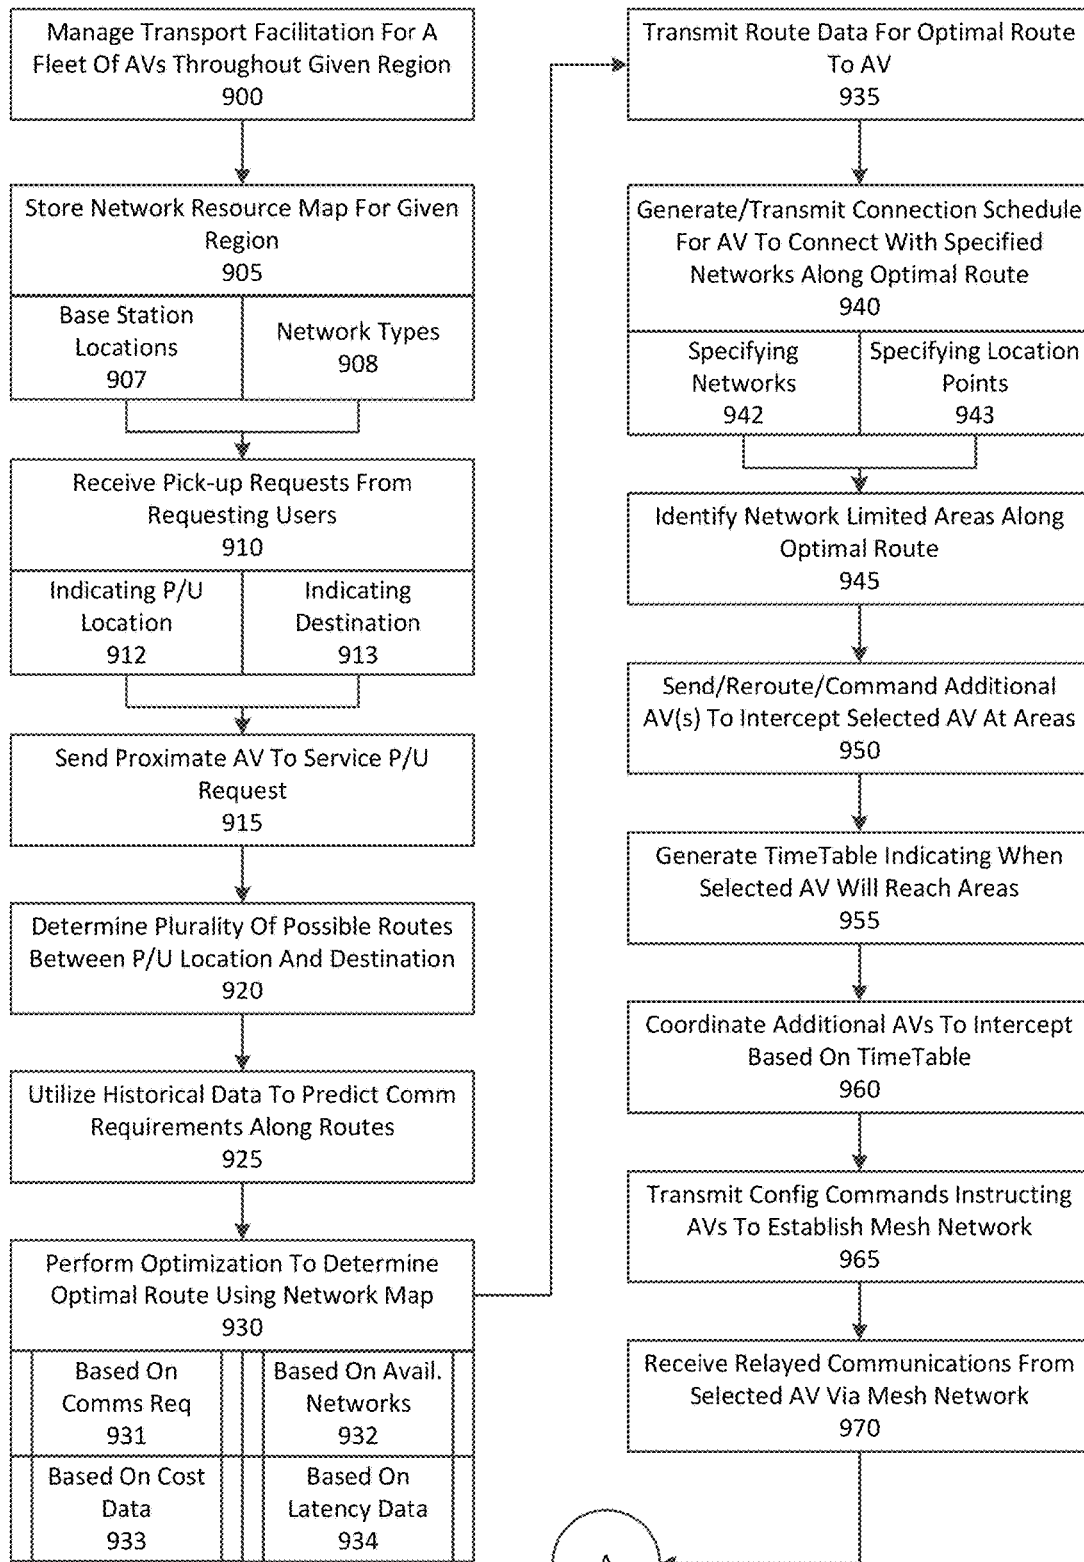 Manage Transport Facilitation For A
Fleet Of AVs Throughout Given Region
900
Store Network Resource Map For Given
Region
905
Base Station
Locations
907
Network Types
908
Receive Pick-up Requests From
Requesting Users
910
Indicating P/U
Location
912
Indicating
Destination
913
Send Proximate AV To Service P/U
Request
915
Determine Plurality Of Possible Routes
Between P/U Location And Destination
920
Utilize Historical Data To Predict Comm
Requirements Along Routes
925
Perform Optimization To Determine
Optimal Route Using Network Map
930
Based On
Comms Req
931
Based On Avail.
Networks
932
Based On Cost
Data
933
Based On
Latency Data
934
Transmit Route Data For Optimal Route
To AV
935
Generate/Transmit Connection Schedule
For AV To Connect With Specified
Networks Along Optimal Route
940
Specifying
Networks
942
Specifying Location
Points
943
Identify Network Limited Areas Along
Optimal Route
945
Send/Reroute/Command Additional
AV(s) To Intercept Selected AV At Areas
950
Generate TimeTable Indicating When
Selected AV Will Reach Areas
955
Coordinate Additional AVs To Intercept
Based On TimeTable
960
Transmit Config Commands Instructing
AVs To Establish Mesh Network
965
Receive Relayed Communications From
Selected AV Via Mesh Network
970